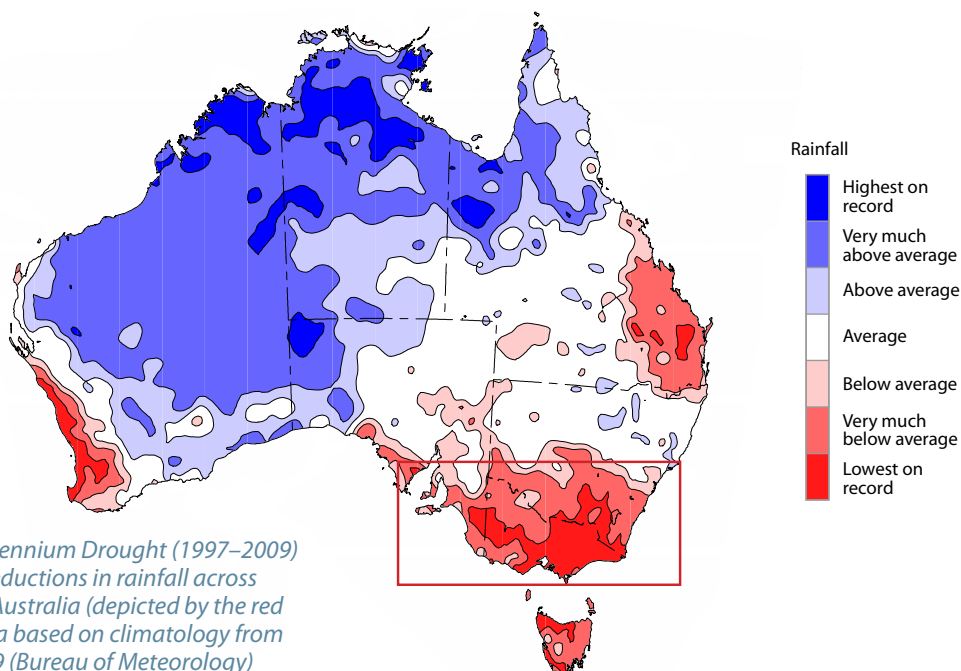 Rainfall
Highest on
record
Very much
above average
Above average
Average
Below average
Very much
below average
Lowest on
record
ennium Drought (1997–2009)
ductions in rainfall across
Australia (depicted by the red
a based on climatology from
9 (Bureau of Meteorology)